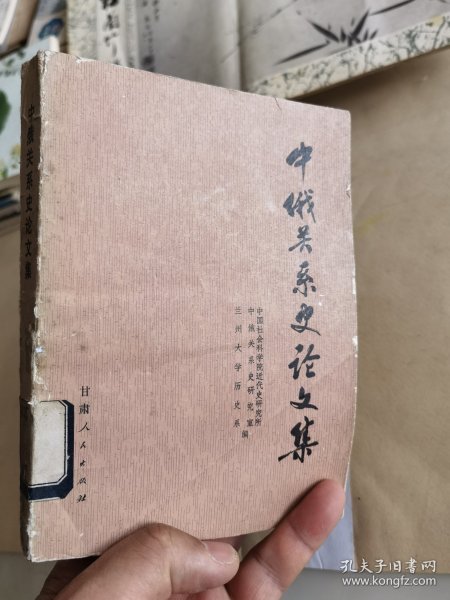 中俄关系史论文集
中国社会科学院近代史研究所
中俄关系史研究室
兰州大学历史系
编
中俄关系史论文集
甘肃人民出版社
孔夫子旧书网
www.kongfz.com